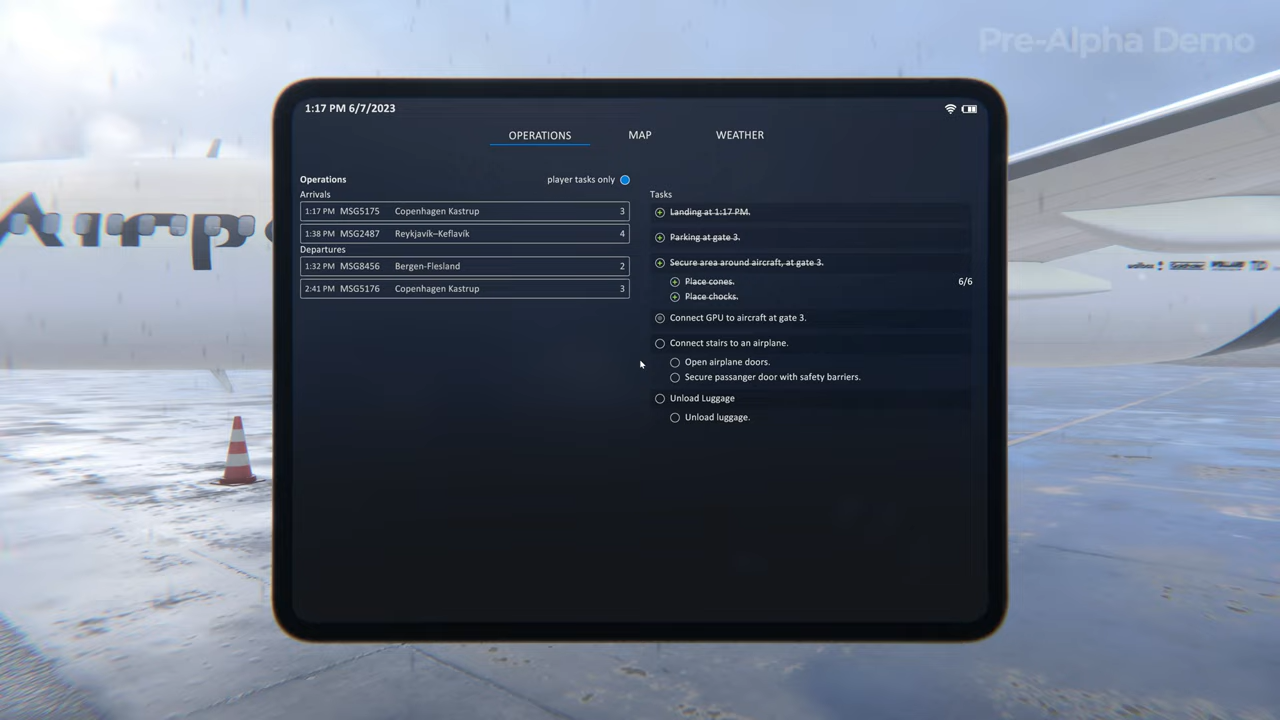 Pre-Alpha Demo
1:17 PM 6/7/2023
OPERATIONS MAP WEATHER
Operations player tasks only
Arrivals
1:17 PM MSG5175 Copenhagen Kastrup 3
1:38 PM MSG2487 Reykjavík–Keflavík 4
Departures
1:32 PM MSG8456 Bergen-Flesland 2
2:41 PM MSG5176 Copenhagen Kastrup 3
Tasks
Landing at 1:17 PM.
Parking at gate 3.
Secure area around aircraft, at gate 3.
Place cones. 6/6
Place chocks.
Connect GPU to aircraft at gate 3.
Connect stairs to an airplane.
Open airplane doors.
Secure passanger door with safety barriers.
Unload Luggage
Unload luggage.